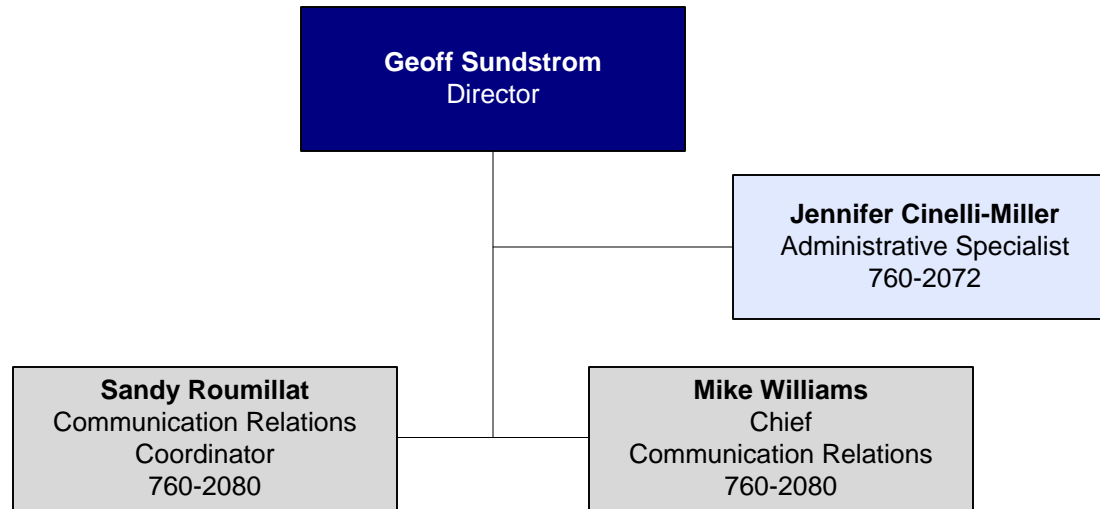 Geoff Sundstrom
Director
Jennifer Cinelli-Miller
Administrative Specialist
760-2072
Sandy Roumillat
Communication Relations
Coordinator
760-2080
Mike Williams
Chief
Communication Relations
760-2080